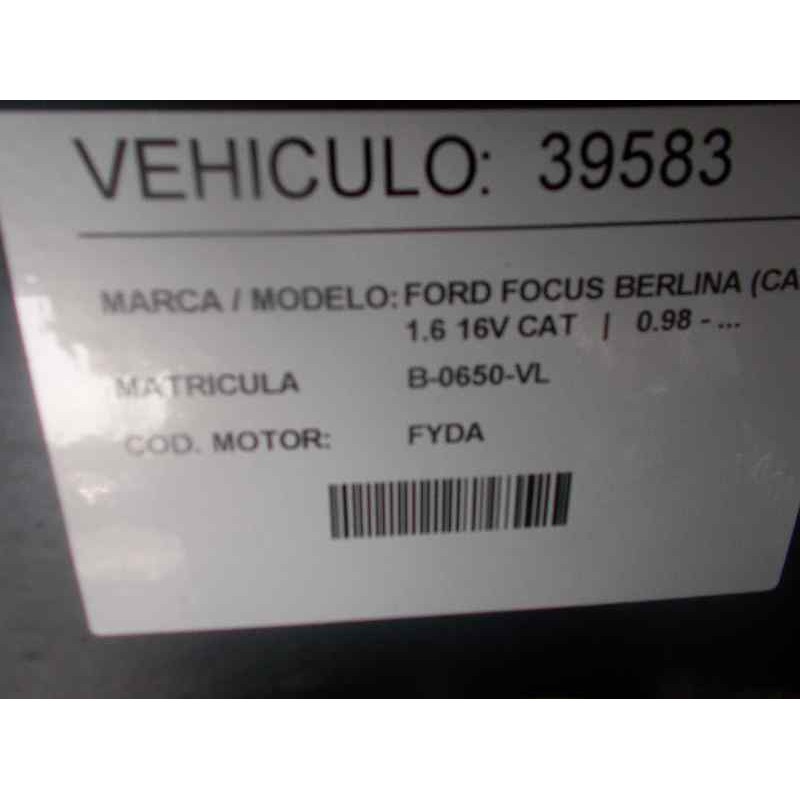 VEHICULO: 39583
MARCA / MODELO: FORD FOCUS BERLINA (CA
1.6 16V CAT | 0.98 - ...
MATRICULA B-0650-VL
COD. MOTOR: FYDA